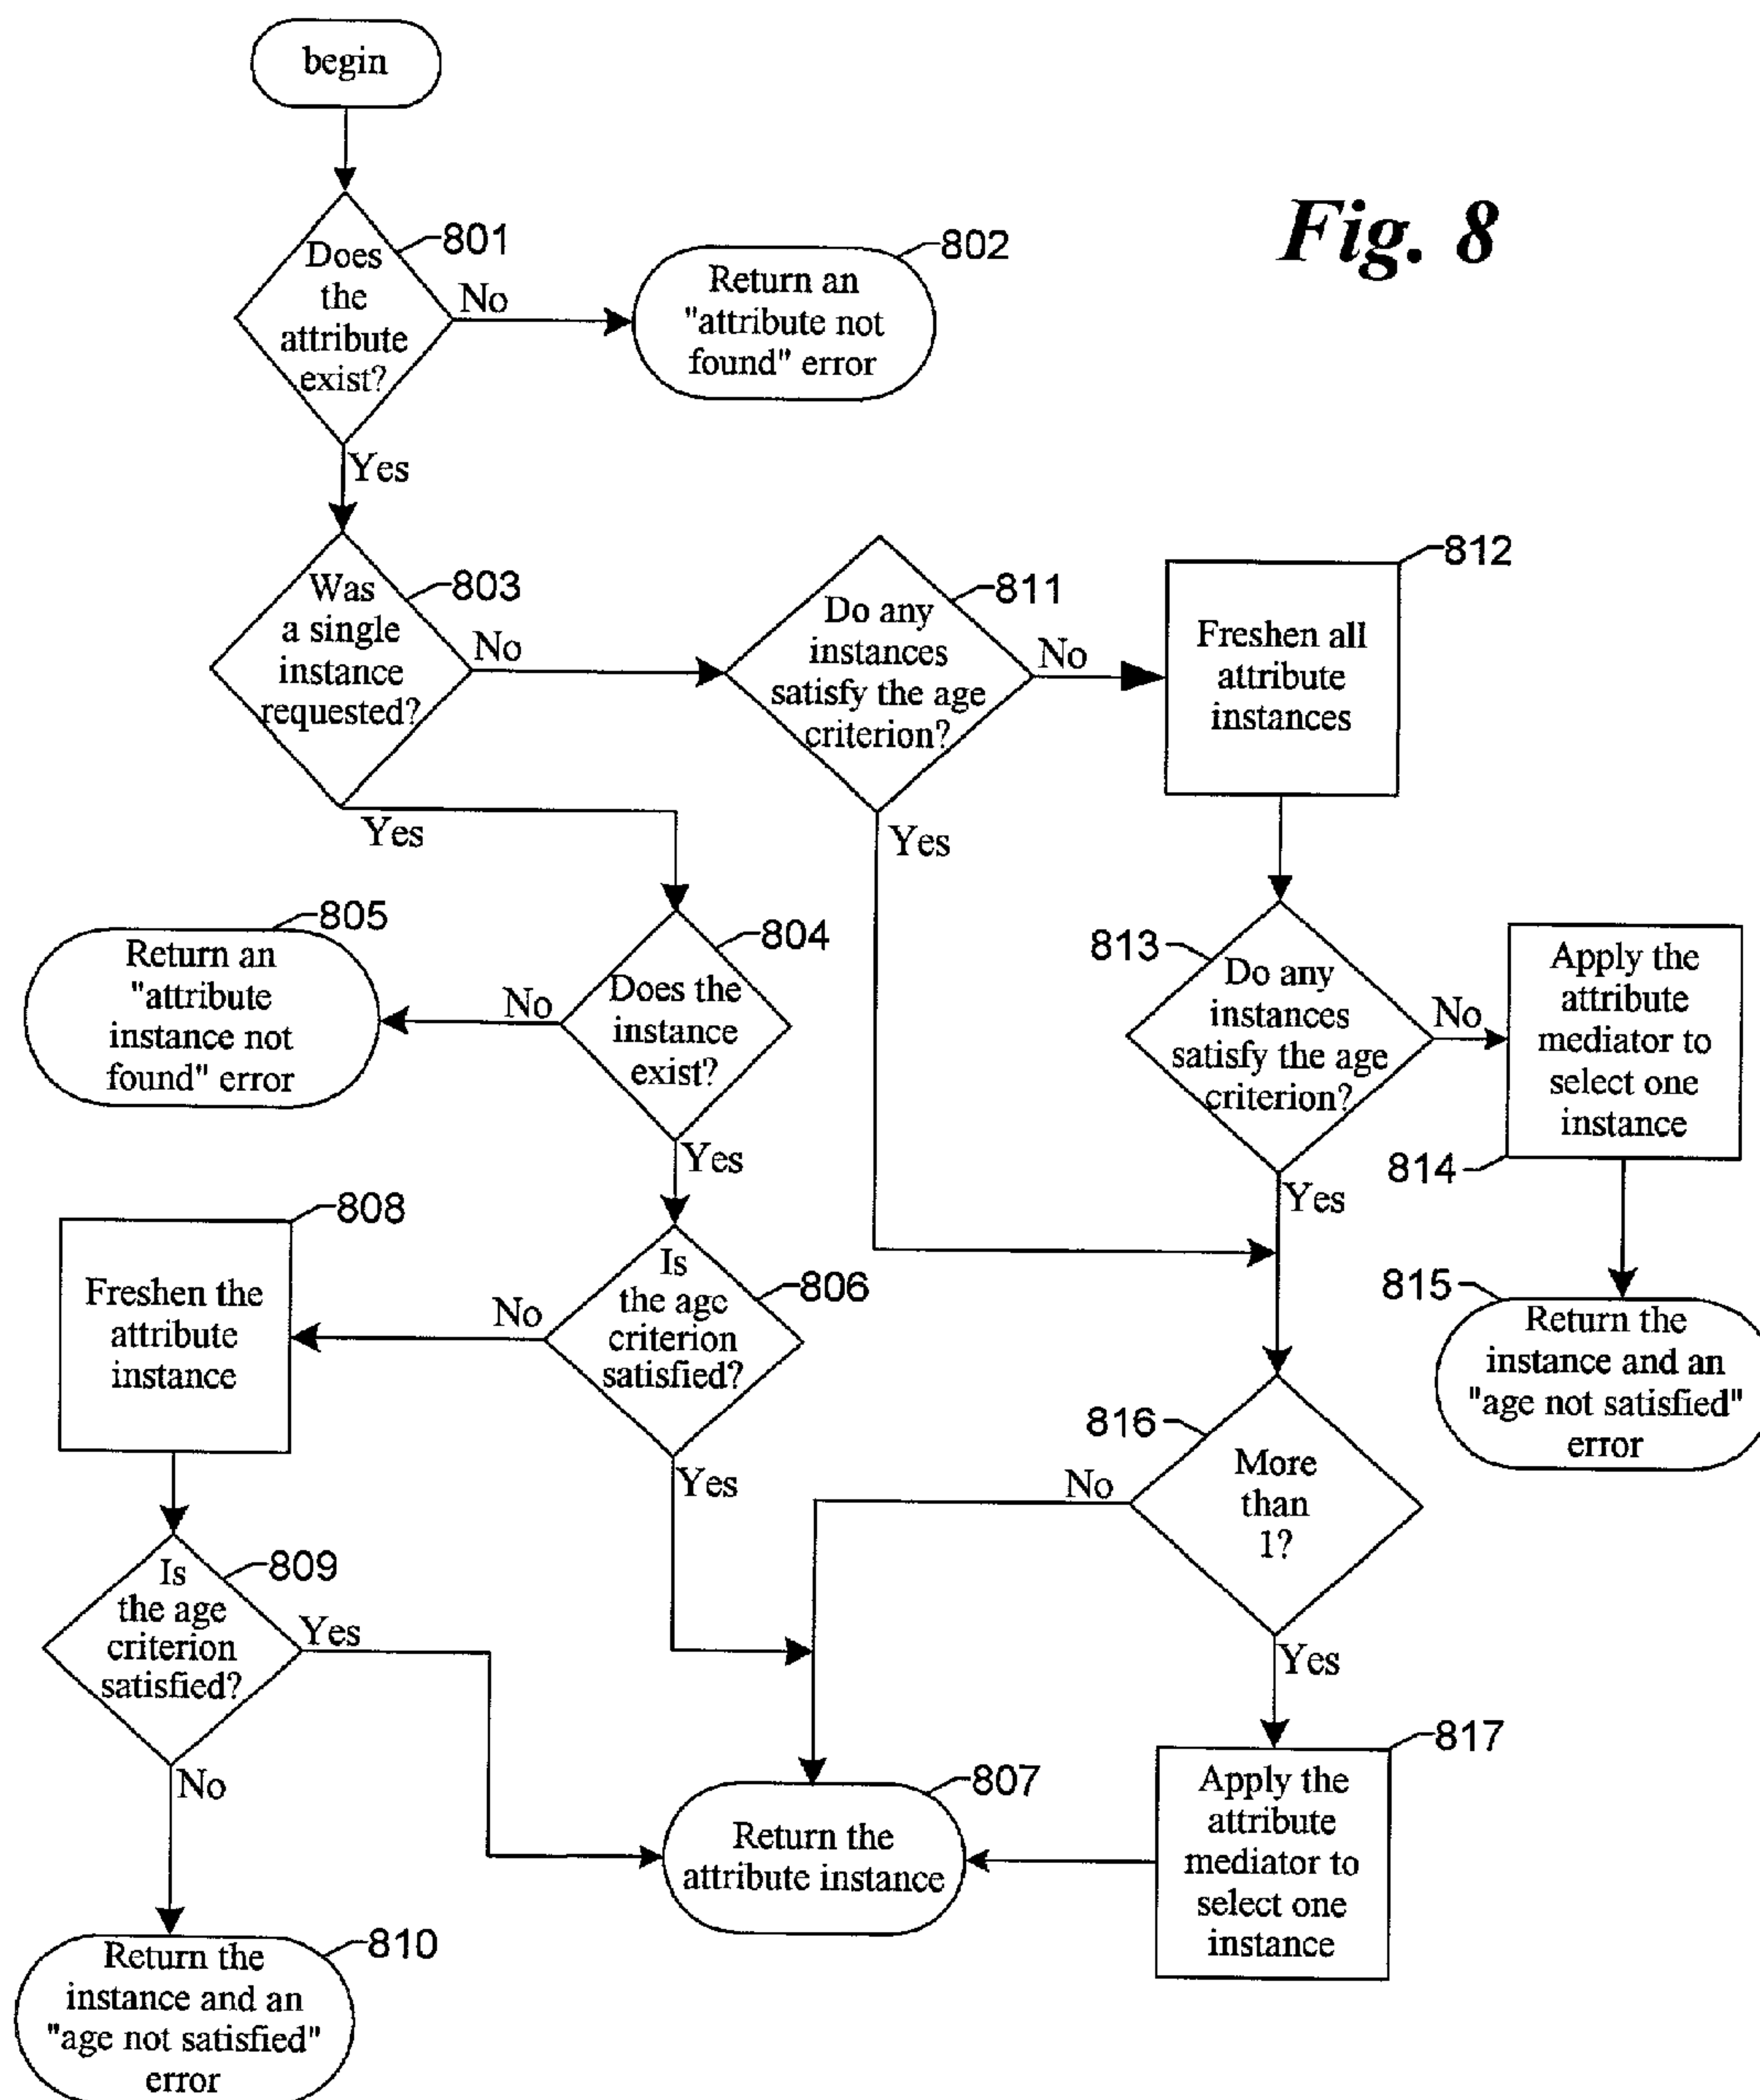 begin
Fig. 8
801
Does
the
attribute
exist?
No
802
Return an
"attribute not
found" error
Yes
803
Was
a single
instance
requested?
No
811
Do any
instances
satisfy the age
criterion?
No
812
Freshen all
attribute
instances
Yes
Yes
805
Return an
"attribute
instance not
found" error
804
Does the
instance
exist?
No
Yes
813
Do any
instances
satisfy the age
criterion?
No
Apply the
attribute
mediator to
select one
instance
814
Yes
808
Freshen the
attribute
instance
806
Is
the age
criterion
satisfied?
No
Yes
815
Return the
instance and an
"age not satisfied"
error
816
More
than
1?
No
Yes
809
Is
the age
criterion
satisfied?
Yes
No
807
Return the
attribute instance
817
Apply the
attribute
mediator to
select one
instance
810
Return the
instance and an
"age not satisfied"
error